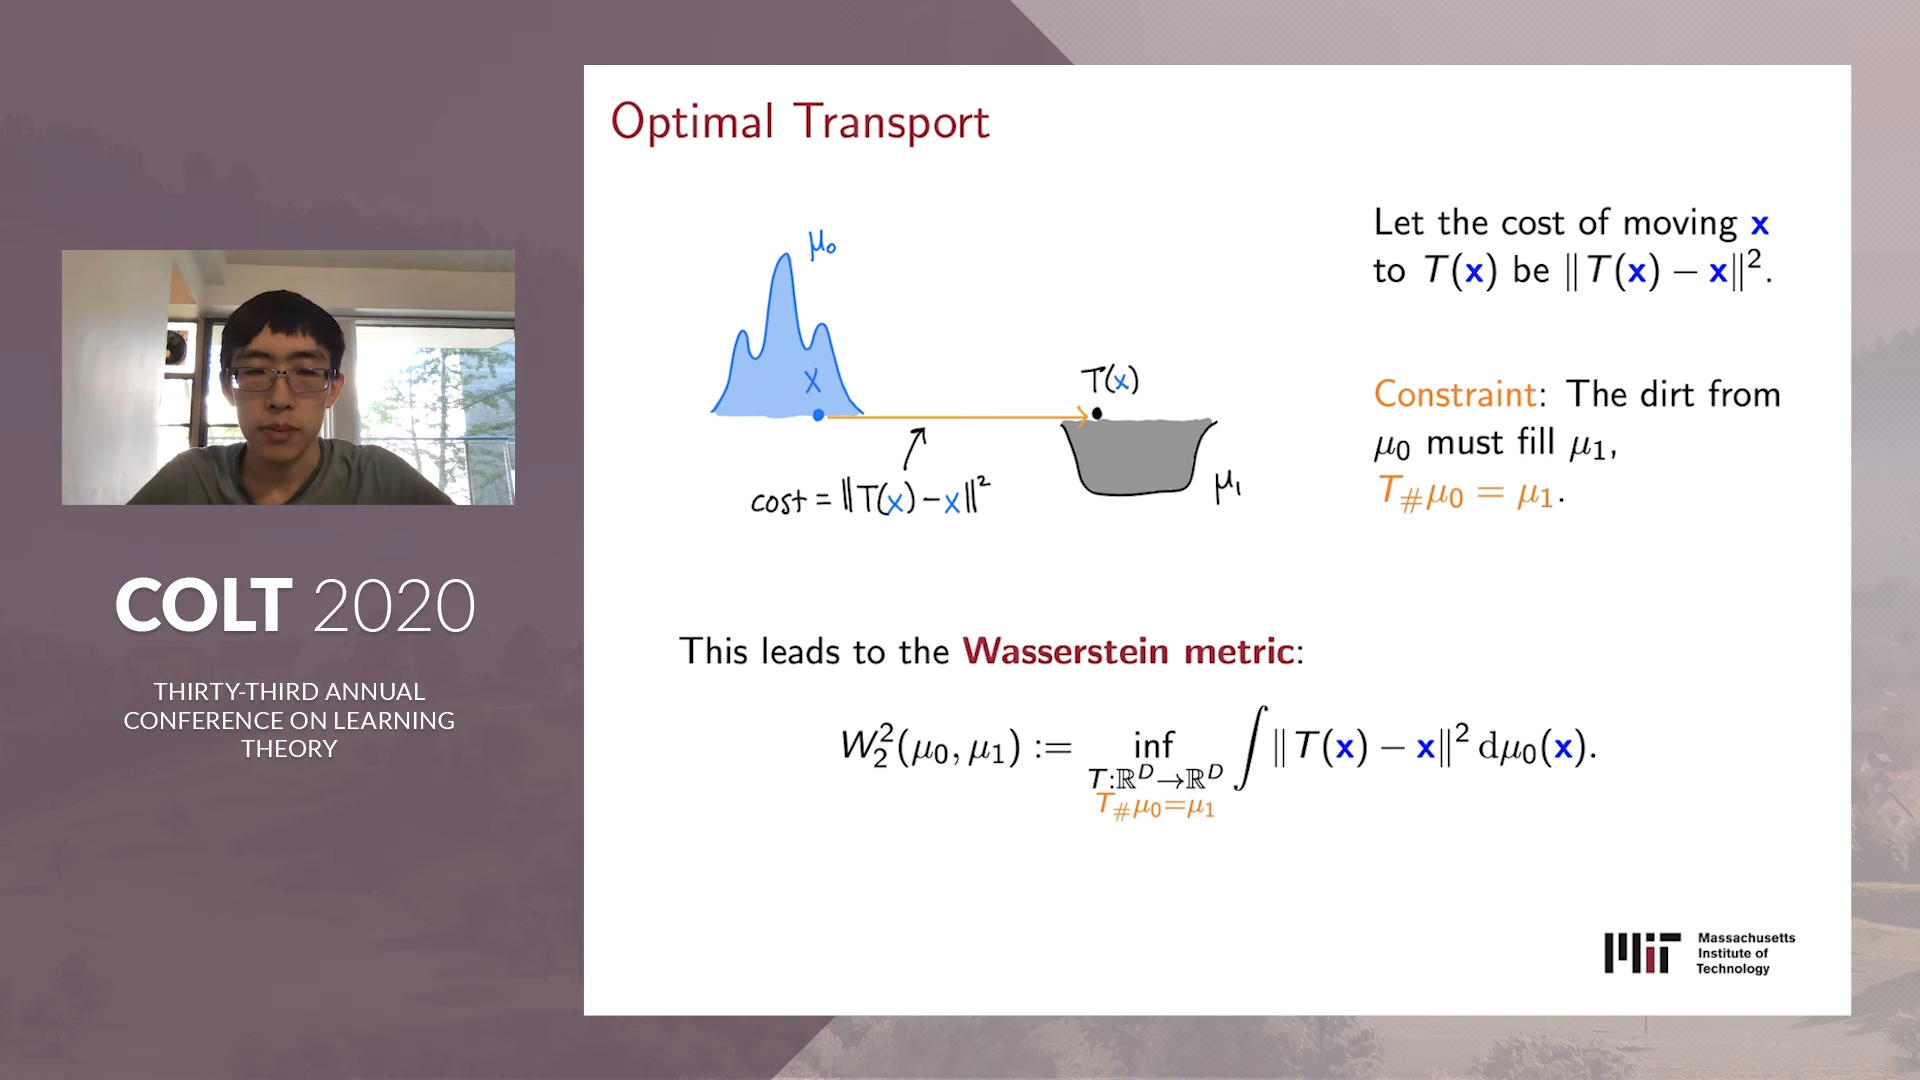 COLT 2020
THIRTY-THIRD ANNUAL
CONFERENCE ON LEARNING
THEORY
Optimal Transport
μ₀
x
T(x)
cost = ‖T(x)−x‖²
μ₁
Let the cost of moving x
to T(x) be ‖T(x) − x‖².
Constraint: The dirt from
μ₀ must fill μ₁,
T#μ₀ = μ₁.
This leads to the Wasserstein metric:
W₂²(μ₀, μ₁) := inf ∫ ‖T(x) − x‖² dμ₀(x).
T:ℝᴰ→ℝᴰ
T#μ₀=μ₁
MIT
Massachusetts
Institute of
Technology